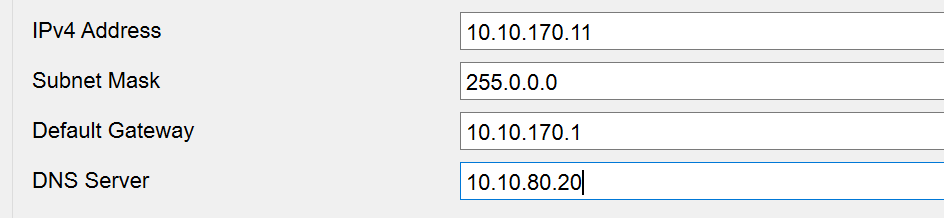 IPv4 Address 10.10.170.11
Subnet Mask 255.0.0.0
Default Gateway 10.10.170.1
DNS Server 10.10.80.20